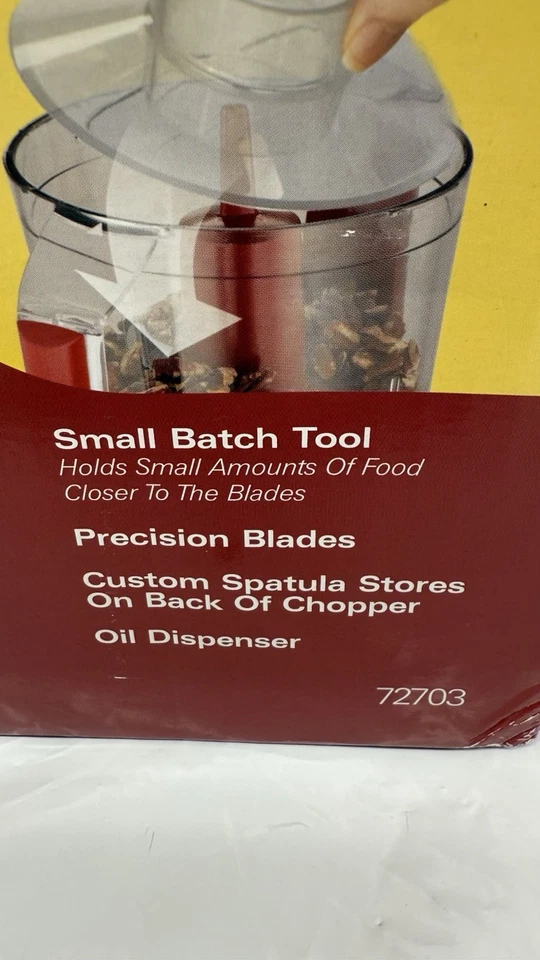 Small Batch Tool
Holds Small Amounts Of Food
Closer To The Blades
Precision Blades
Custom Spatula Stores
On Back Of Chopper
Oil Dispenser
72703